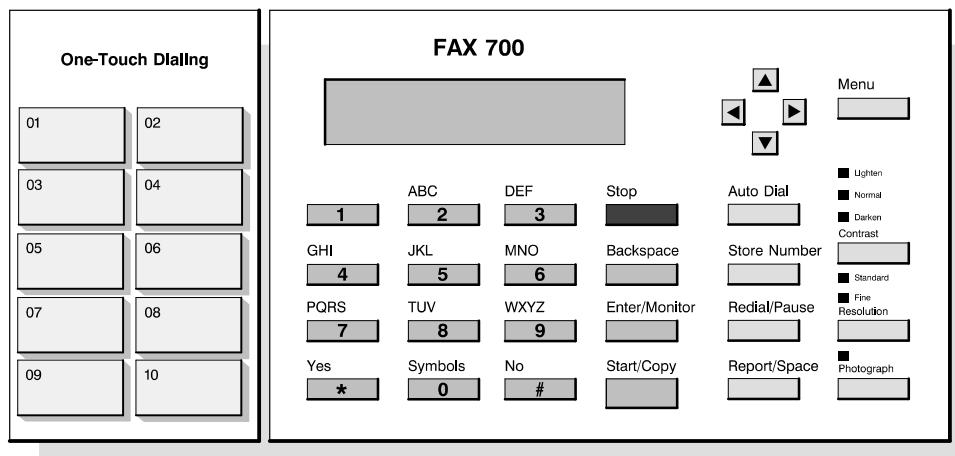 One-Touch Dialing
01
02
03
04
05
06
07
08
09
10
FAX 700
Menu
Lighten
Normal
Darken
Contrast
Standard
Fine
Resolution
Photograph
ABC
DEF
Stop
Auto Dial
1
2
3
GHI
JKL
MNO
Backspace
Store Number
4
5
6
PQRS
TUV
WXYZ
Enter/Monitor
Redial/Pause
7
8
9
Yes
Symbols
No
Start/Copy
Report/Space
*
0
#